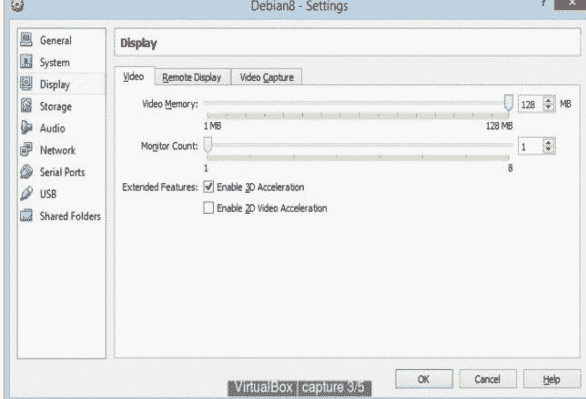 Debian8 - Settings
? x
General
System
Display
Storage
Audio
Network
Serial Ports
USB
Shared Folders
Display
Video Remote Display Video Capture
Video Memory: 128 MB
1 MB 128 MB
Monitor Count: 1
1 8
Extended Features: Enable 3D Acceleration
Enable 2D Video Acceleration
OK Cancel Help
VirtualBox | capture 3/5